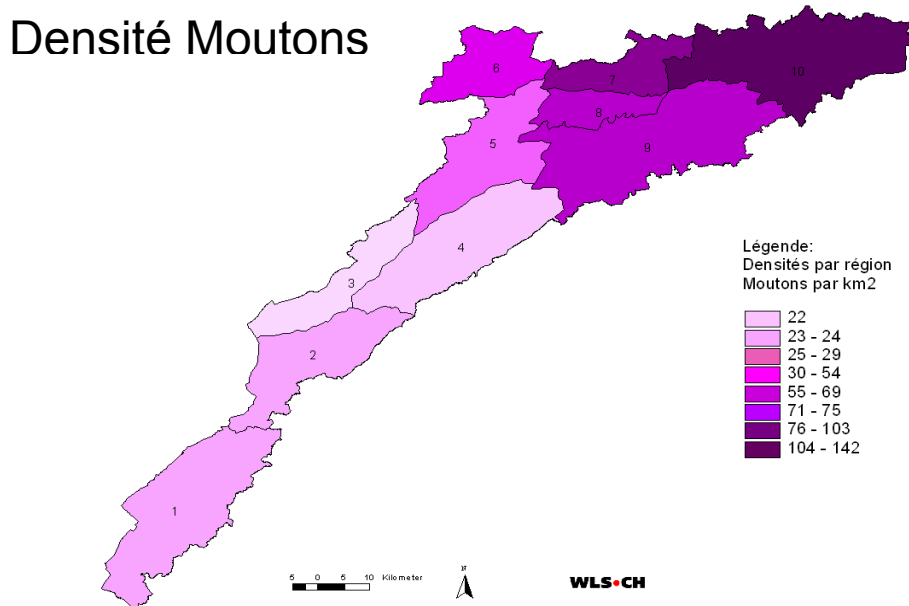 Densité Moutons
6
7
10
8
5
9
4
3
2
1
Légende:
Densités par région
Moutons par km2
22
23 - 24
25 - 29
30 - 54
55 - 69
71 - 75
76 - 103
104 - 142
5 0 5 10 Kilometer
N
WLS•CH